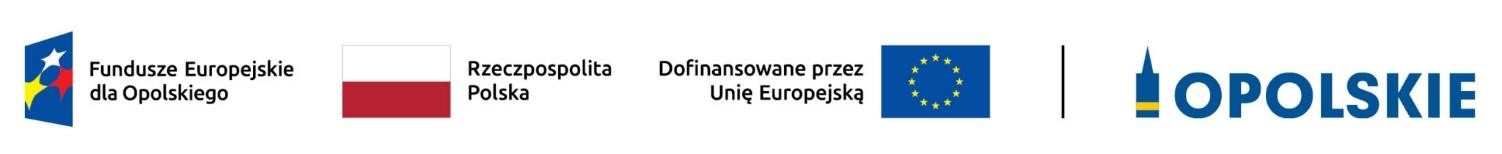 Fundusze Europejskie
dla Opolskiego
Rzeczpospolita
Polska
Dofinansowane przez
Unię Europejską
OPOLSKIE